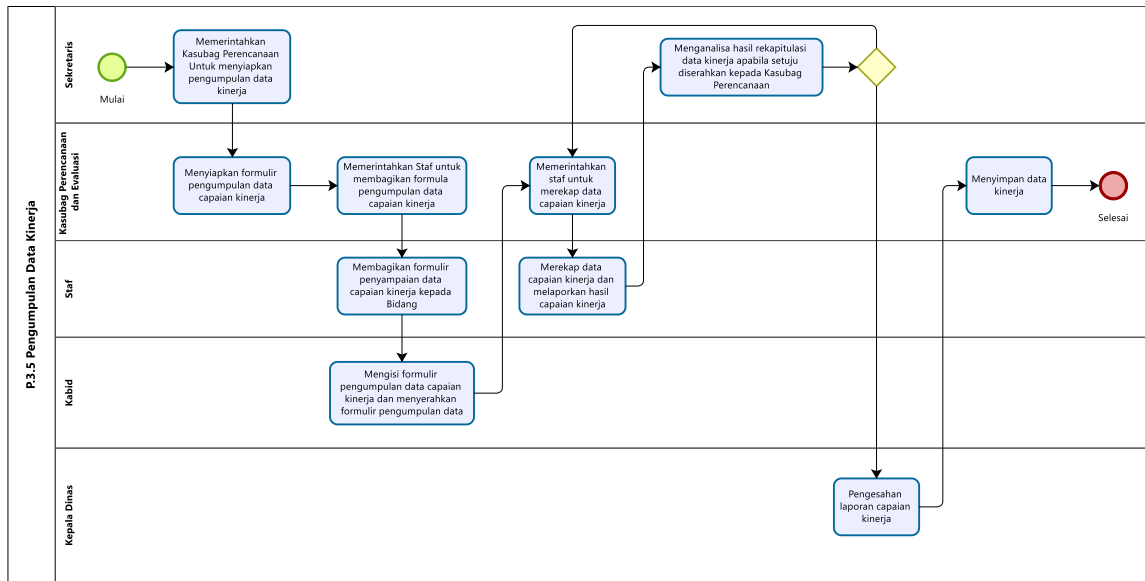 P.3.5 Pengumpulan Data Kinerja
Sekretaris
Mulai
Memerintahkan
Kasubag Perencanaan
Untuk menyiapkan
pengumpulan data
kinerja
Menganalisa hasil rekapitulasi
data kinerja apabila setuju
diserahkan kepada Kasubag
Perencanaan
Kasubag Perencanaan
dan Evaluasi
Menyiapkan formulir
pengumpulan data
capaian kinerja
Memerintahkan Staf untuk
membagikan formula
pengumpulan data
capaian kinerja
Memerintahkan
staf untuk
merekap data
capaian kinerja
Menyimpan data
kinerja
Selesai
Staf
Membagikan formulir
penyampaian data
capaian kinerja kepada
Bidang
Merekap data
capaian kinerja dan
melaporkan hasil
capaian kinerja
Kabid
Mengisi formulir
pengumpulan data capaian
kinerja dan menyerahkan
formulir pengumpulan data
Kepala Dinas
Pengesahan
laporan capaian
kinerja